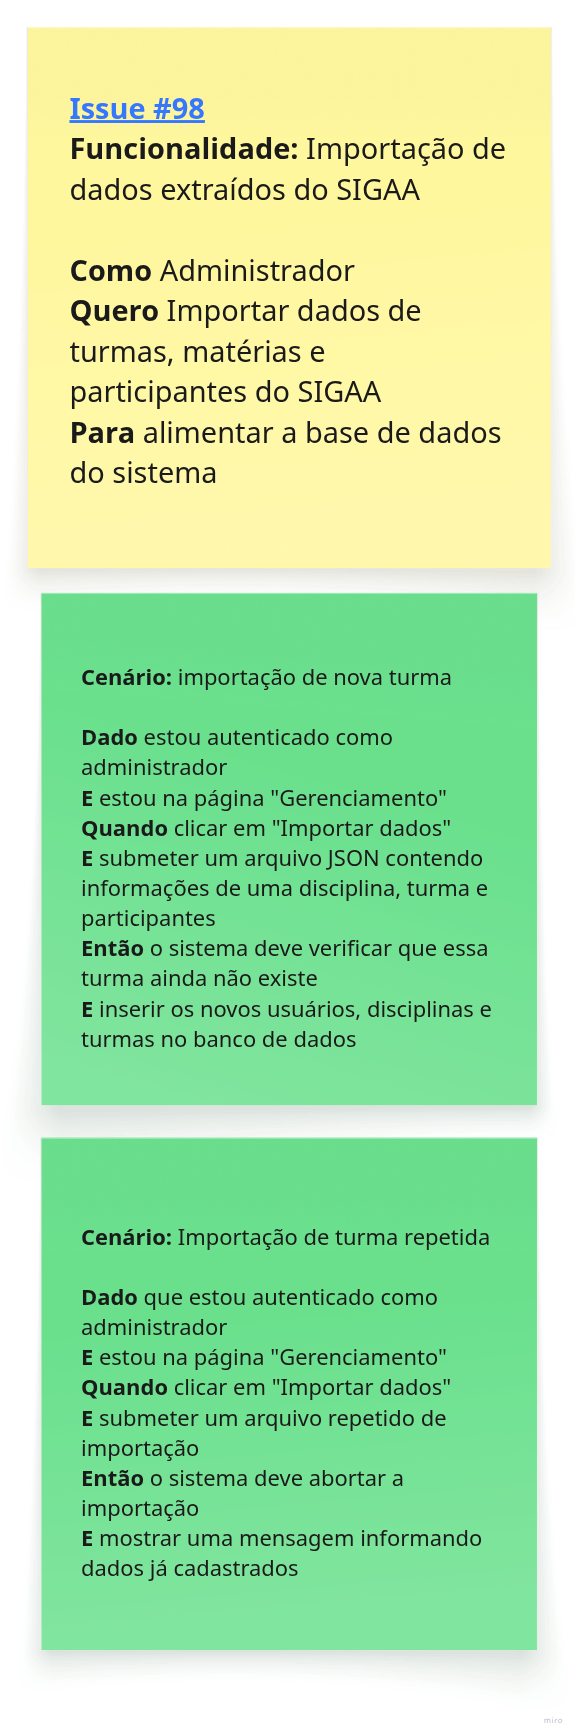 Issue #98
Funcionalidade: Importação de
dados extraídos do SIGAA
Como Administrador
Quero Importar dados de
turmas, matérias e
participantes do SIGAA
Para alimentar a base de dados
do sistema
Cenário: importação de nova turma
Dado estou autenticado como
administrador
E estou na página "Gerenciamento"
Quando clicar em "Importar dados"
E submeter um arquivo JSON contendo
informações de uma disciplina, turma e
participantes
Então o sistema deve verificar que essa
turma ainda não existe
E inserir os novos usuários, disciplinas e
turmas no banco de dados
Cenário: Importação de turma repetida
Dado que estou autenticado como
administrador
E estou na página "Gerenciamento"
Quando clicar em "Importar dados"
E submeter um arquivo repetido de
importação
Então o sistema deve abortar a
importação
E mostrar uma mensagem informando
dados já cadastrados
miro